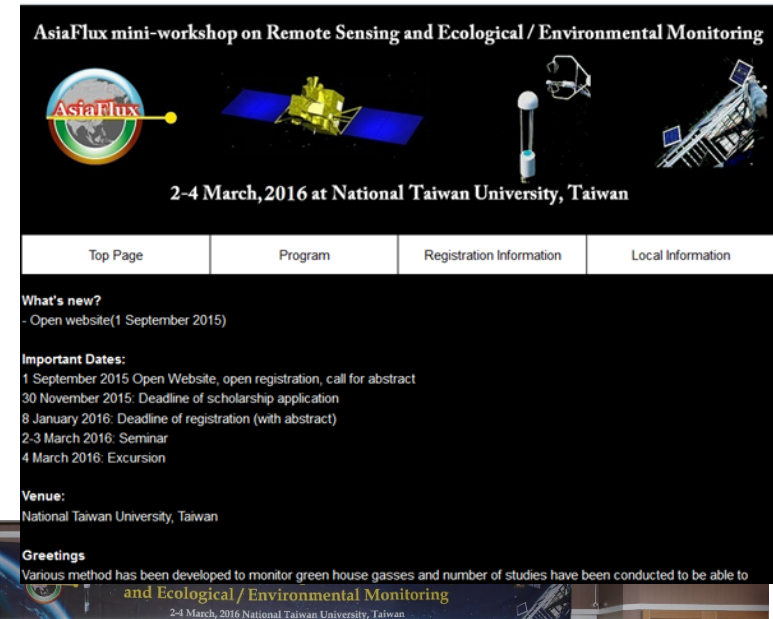 AsiaFlux mini-workshop on Remote Sensing and Ecological / Environmental Monitoring
AsiaFlux
2-4 March,2016 at National Taiwan University, Taiwan
Top Page
Program
Registration Information
Local Information
What's new?
- Open website(1 September 2015)
Important Dates:
1 September 2015 Open Website, open registration, call for abstract
30 November 2015: Deadline of scholarship application
8 January 2016: Deadline of registration (with abstract)
2-3 March 2016: Seminar
4 March 2016: Excursion
Venue:
National Taiwan University, Taiwan
Greetings
Various method has been developed to monitor green house gasses and number of studies have been conducted to be able to
and Ecological / Environmental Monitoring
2-4 March, 2016 National Taiwan University, Taiwan